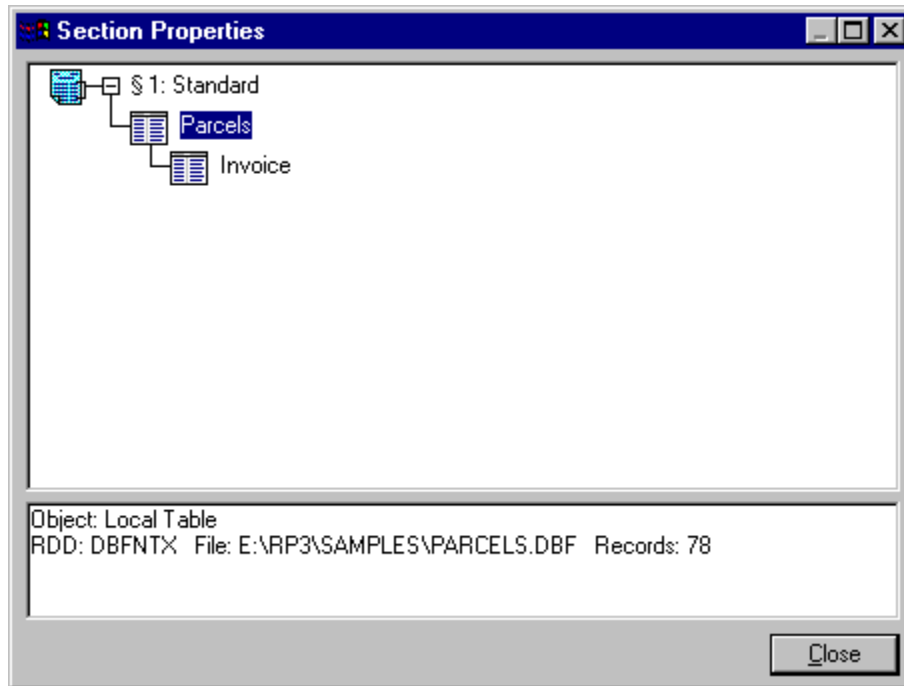 Section Properties
§ 1: Standard
Parcels
Invoice
Object: Local Table
RDD: DBFNTX File: E:\RP3\SAMPLES\PARCELS.DBF Records: 78
Close